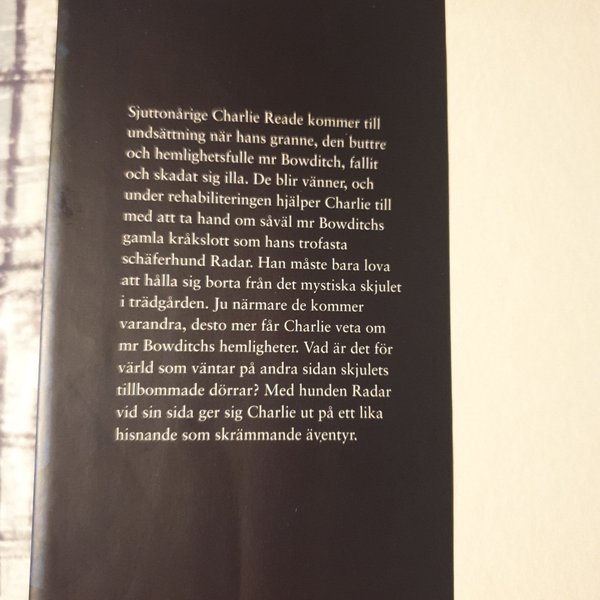 Sjuttonårige Charlie Reade kommer till
undsättning när hans granne, den buttre
och hemlighetsfulle mr Bowditch, fallit
och skadat sig illa. De blir vänner, och
under rehabiliteringen hjälper Charlie till
med att ta hand om såväl mr Bowditchs
gamla kråkslott som hans trofasta
schäferhund Radar. Han måste bara lova
att hålla sig borta från det mystiska skjulet
i trädgården. Ju närmare de kommer
varandra, desto mer får Charlie veta om
mr Bowditchs hemligheter. Vad är det för
värld som väntar på andra sidan skjulets
tillbommade dörrar? Med hunden Radar
vid sin sida ger sig Charlie ut på ett lika
hisnande som skrämmande äventyr.